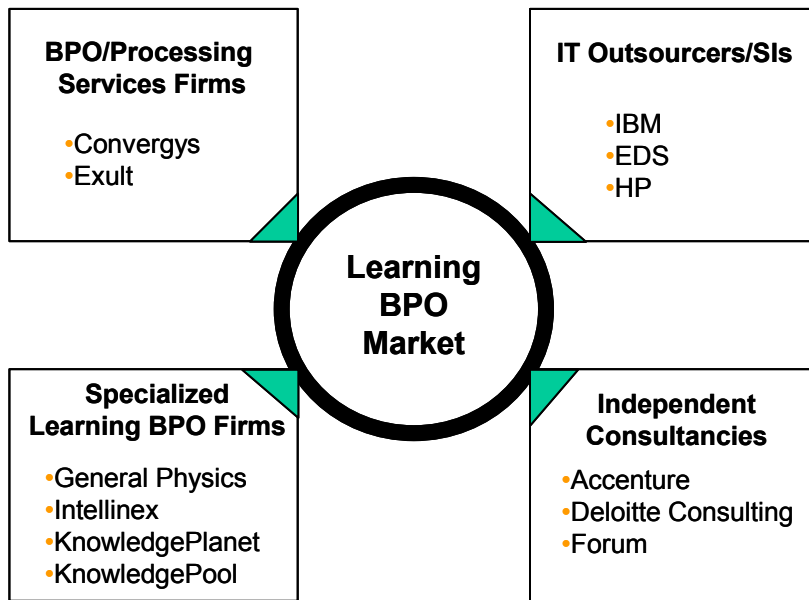 BPO/Processing
Services Firms
•Convergys
•Exult
IT Outsourcers/SIs
•IBM
•EDS
•HP
Learning
BPO
Market
Specialized
Learning BPO Firms
•General Physics
•Intellinex
•KnowledgePlanet
•KnowledgePool
Independent
Consultancies
•Accenture
•Deloitte Consulting
•Forum